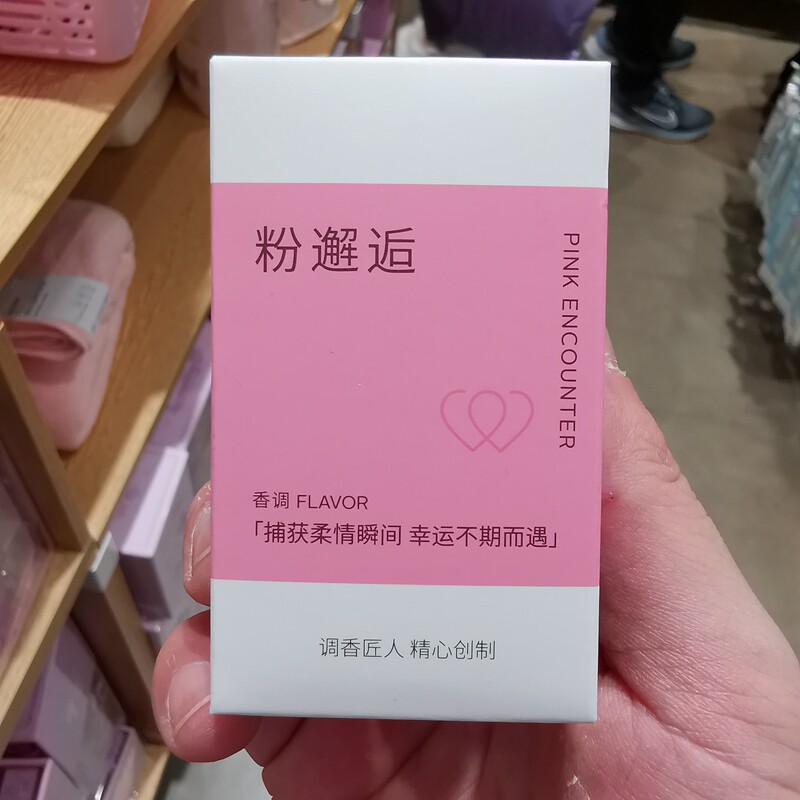 粉邂逅
PINK ENCOUNTER
香调 FLAVOR
「捕获柔情瞬间 幸运不期而遇」
调香匠人 精心创制